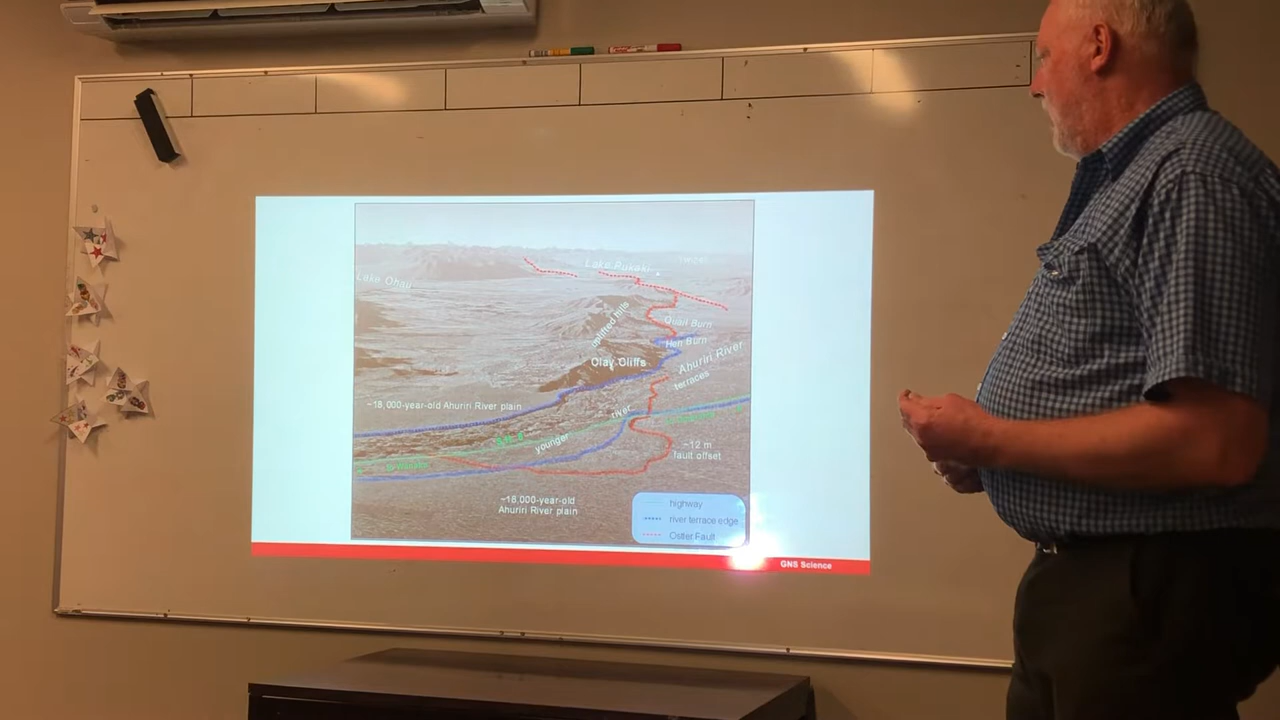 Lake Pukaki
Lake Ohau
uplifted hills
Quail Burn
Hen Burn
Clay Cliffs
Ahuriri River
terraces
~18,000-year-old Ahuriri River plain
younger
river
~12 m
fault offset
~18,000-year-old
Ahuriri River plain
highway
river terrace edge
Ostler Fault
GNS Science